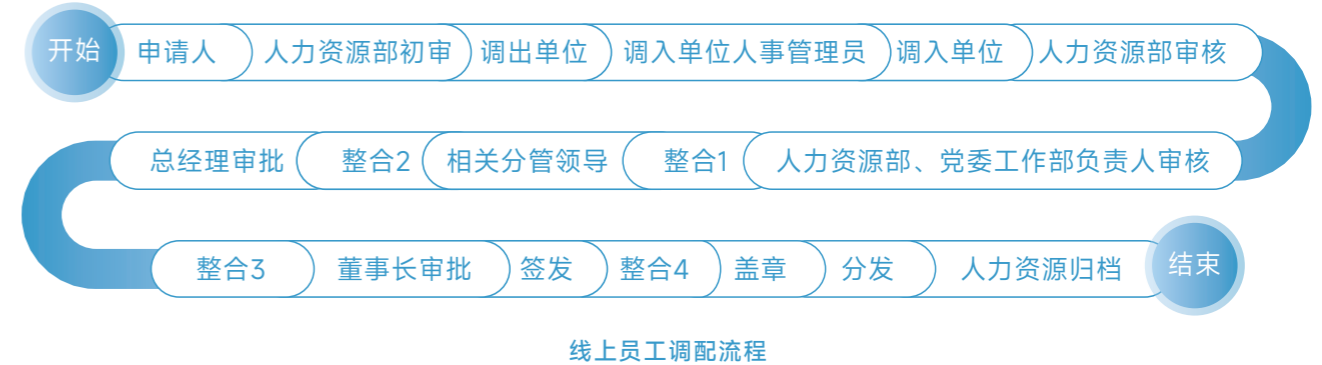 开始 申请人 人力资源部初审 调出单位 调入单位人事管理员 调入单位 人力资源部审核
总经理审批 整合2 相关分管领导 整合1 人力资源部、党委工作部负责人审核
整合3 董事长审批 签发 整合4 盖章 分发 人力资源归档 结束
线上员工调配流程